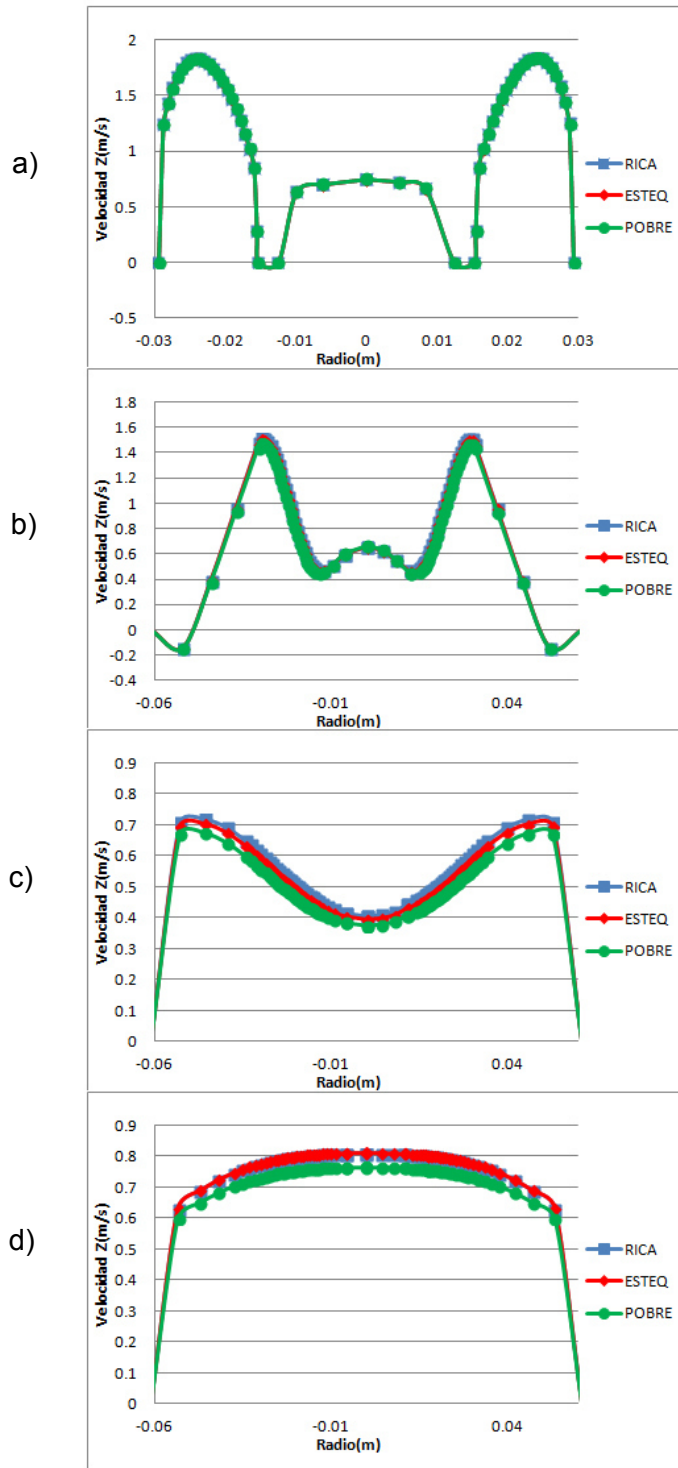 a)
Velocidad Z(m/s)
2
1.5
1
0.5
0
-0.5
-0.03 -0.02 -0.01 0 0.01 0.02 0.03
Radio(m)
RICA
ESTEQ
POBRE
b)
Velocidad Z(m/s)
1.8
1.6
1.4
1.2
1.0
0.8
0.6
0.4
0.2
0
-0.2
-0.4
-0.06 -0.01 0.04
Radio(m)
RICA
ESTEQ
POBRE
c)
Velocidad Z(m/s)
0.9
0.8
0.7
0.6
0.5
0.4
0.3
0.2
0.1
0
-0.06 -0.01 0.04
Radio(m)
RICA
ESTEQ
POBRE
d)
Velocidad Z(m/s)
0.9
0.8
0.7
0.6
0.5
0.4
0.3
0.2
0.1
0
-0.06 -0.01 0.04
Radio(m)
RICA
ESTEQ
POBRE